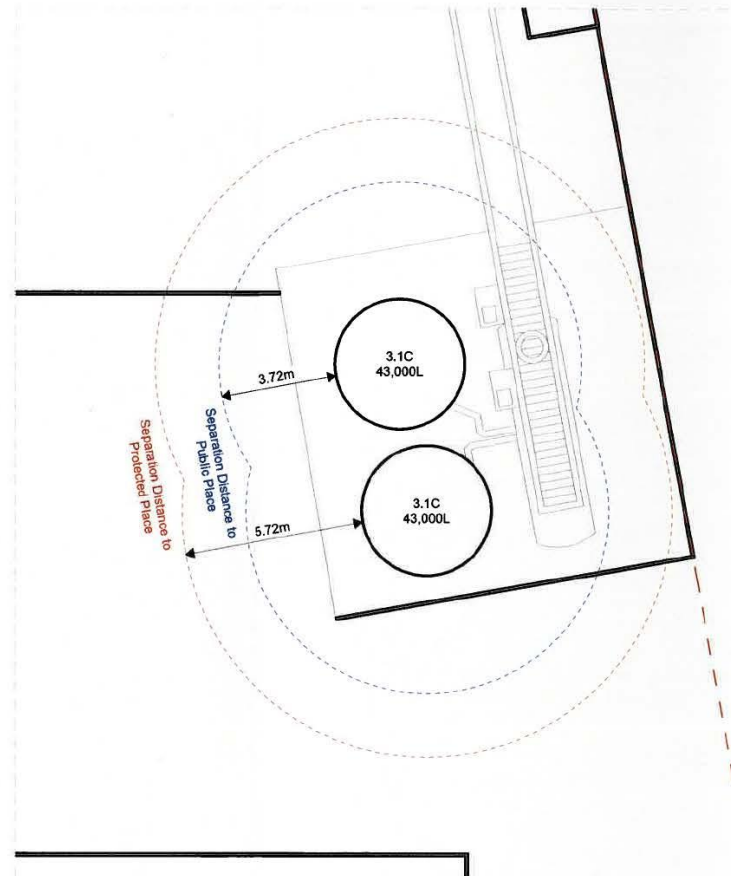 3.1C
43,000L
3.72m
Separation Distance to
Public Place
Separation Distance to
Protected Place
3.1C
43,000L
5.72m